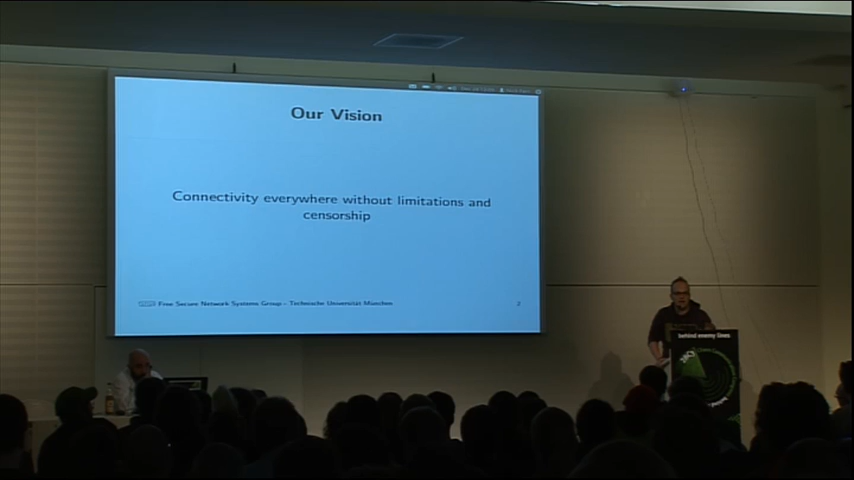 Our Vision
Connectivity everywhere without limitations and
censorship
Free Secure Network Systems Group – Technische Universität München
2
behind enemy lines